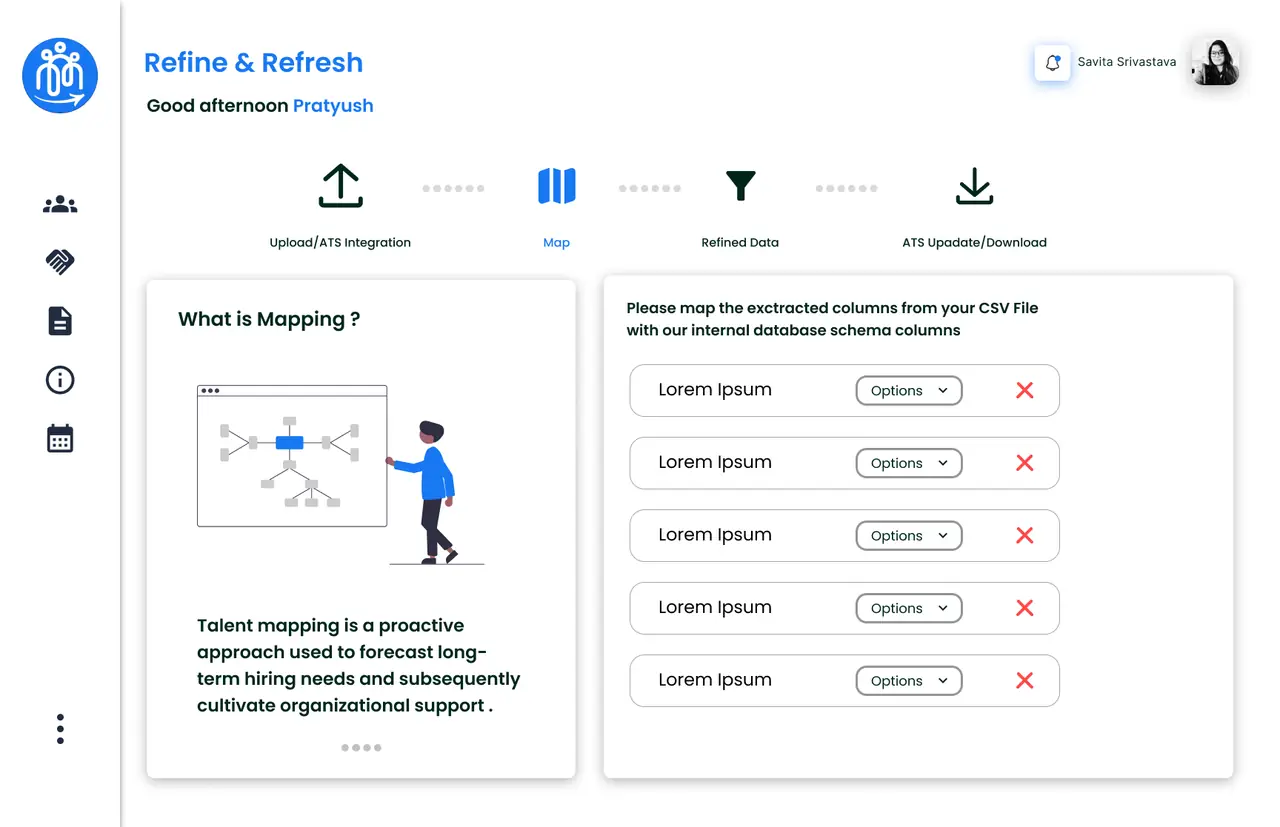 Refine & Refresh
Savita Srivastava
Good afternoon Pratyush
Upload/ATS Integration
Map
Refined Data
ATS Upadate/Download
What is Mapping ?
Talent mapping is a proactive
approach used to forecast long-
term hiring needs and subsequently
cultivate organizational support .
Please map the exctracted columns from your CSV File
with our internal database schema columns
Lorem Ipsum Options
Lorem Ipsum Options
Lorem Ipsum Options
Lorem Ipsum Options
Lorem Ipsum Options